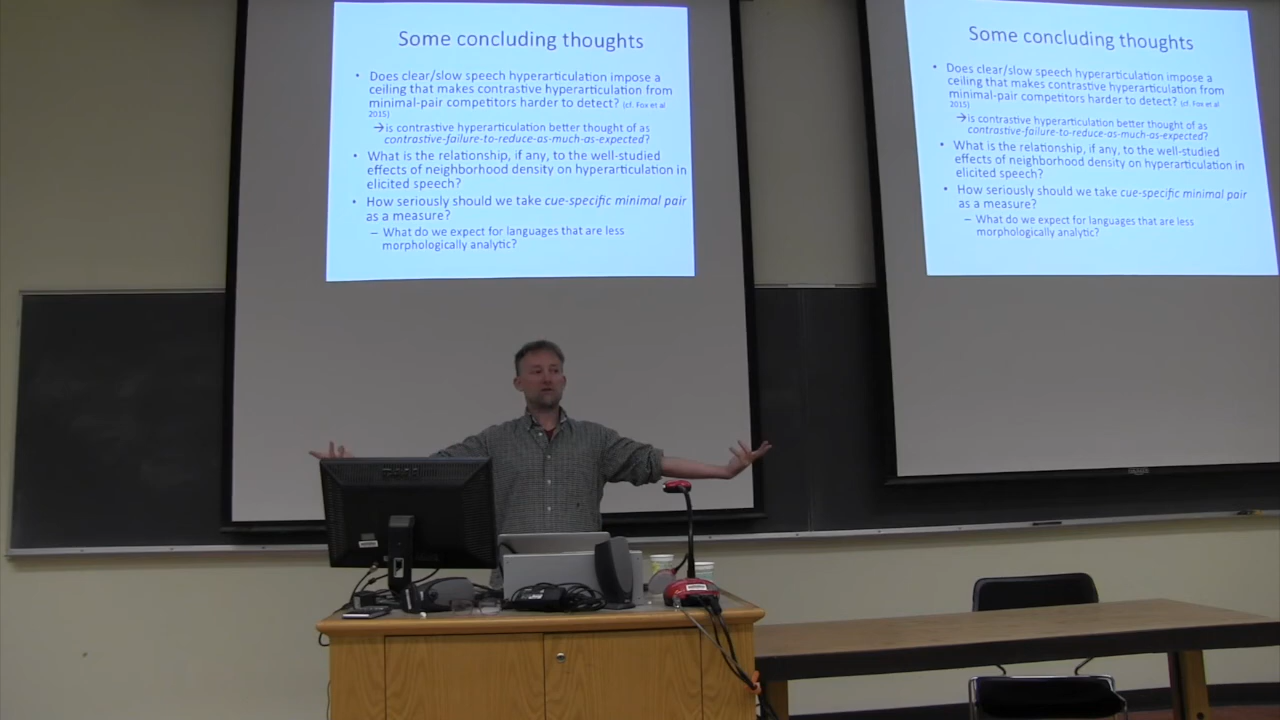 Some concluding thoughts
• Does clear/slow speech hyperarticulation impose a
ceiling that makes contrastive hyperarticulation from
minimal-pair competitors harder to detect? (cf. Fox et al
2015)
→is contrastive hyperarticulation better thought of as
contrastive-failure-to-reduce-as-much-as-expected?
• What is the relationship, if any, to the well-studied
effects of neighborhood density on hyperarticulation in
elicited speech?
• How seriously should we take cue-specific minimal pair
as a measure?
– What do we expect for languages that are less
morphologically analytic?
Some concluding thoughts
• Does clear/slow speech hyperarticulation impose a
ceiling that makes contrastive hyperarticulation from
minimal-pair competitors harder to detect? (cf. Fox et al
2015)
→is contrastive hyperarticulation better thought of as
contrastive-failure-to-reduce-as-much-as-expected?
• What is the relationship, if any, to the well-studied
effects of neighborhood density on hyperarticulation in
elicited speech?
• How seriously should we take cue-specific minimal pair
as a measure?
– What do we expect for languages that are less
morphologically analytic?